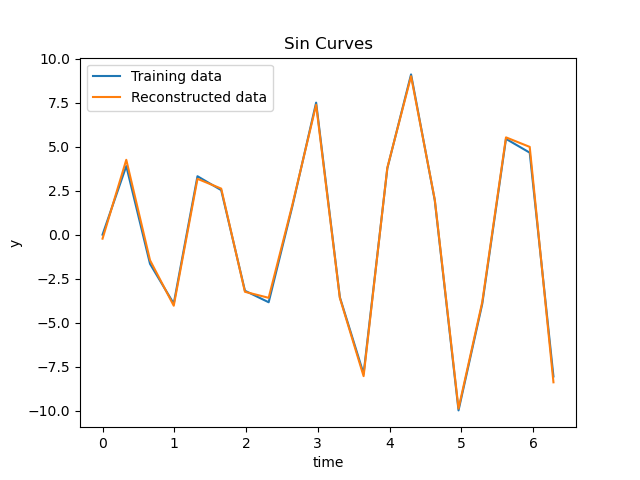 Sin Curves
Training data
Reconstructed data
10.0
7.5
5.0
2.5
0.0
−2.5
−5.0
−7.5
−10.0
y
0 1 2 3 4 5 6
time